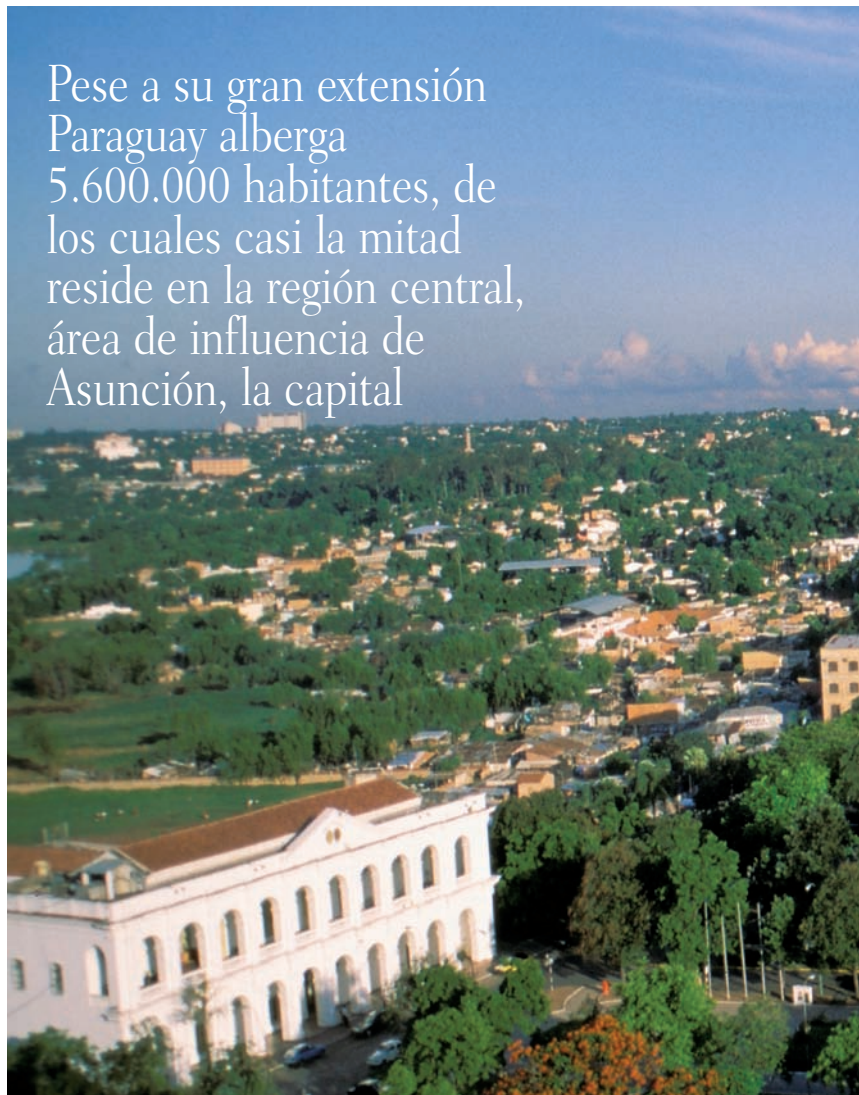 Pese a su gran extensión
Paraguay alberga
5.600.000 habitantes, de
los cuales casi la mitad
reside en la región central,
área de influencia de
Asunción, la capital